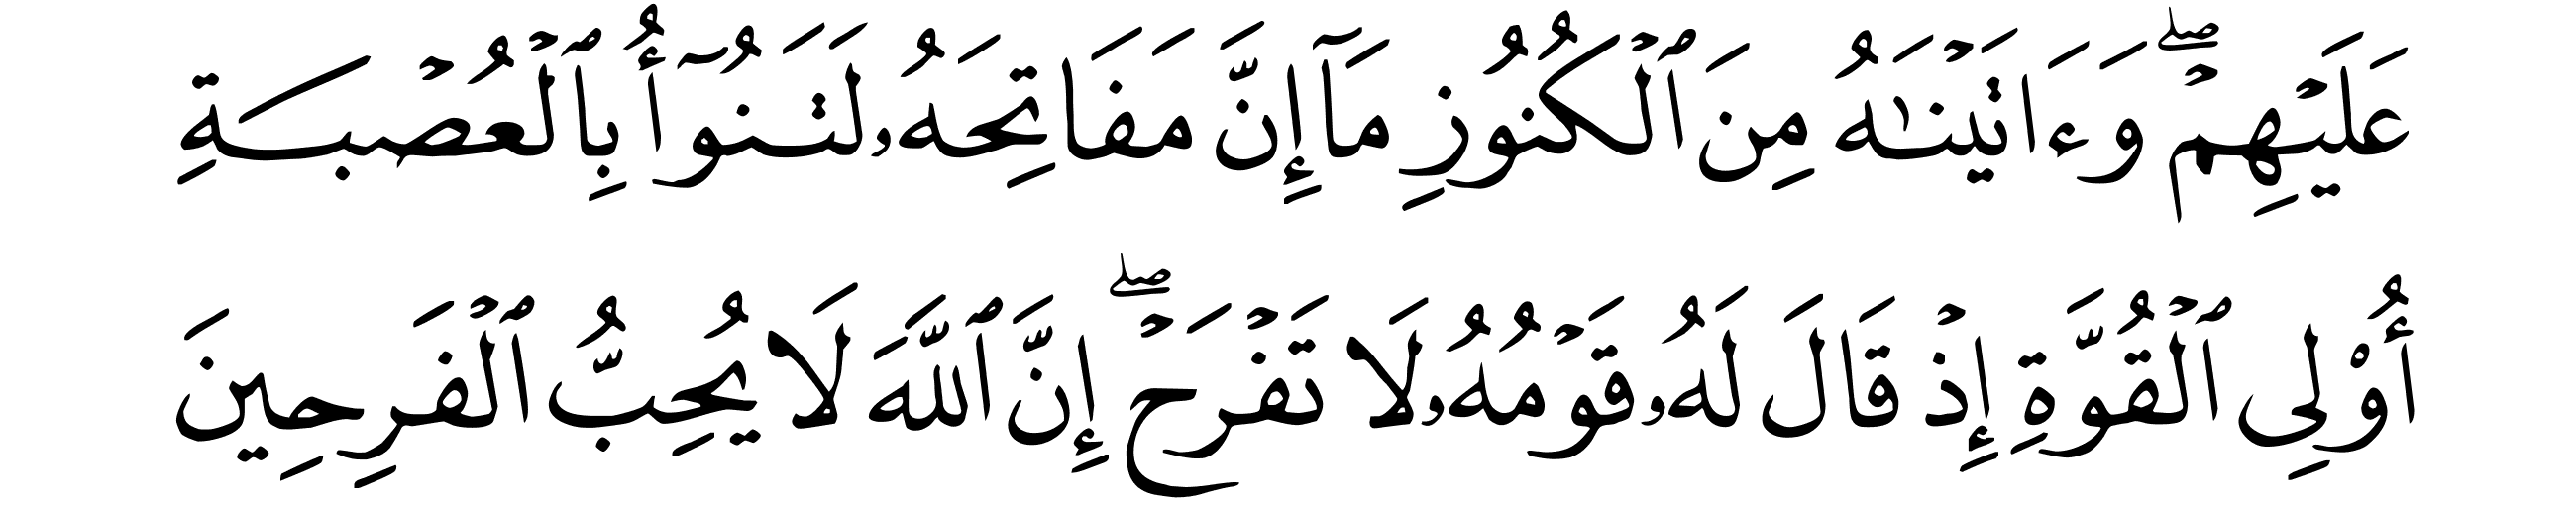 عَلَيْهِمْۖ وَءَاتَيْنَٰهُ مِنَ ٱلْكُنُوزِ مَآ إِنَّ مَفَاتِحَهُۥ لَتَنُوٓأُ بِٱلْعُصْبَةِ
أُو۟لِى ٱلْقُوَّةِ إِذْ قَالَ لَهُۥ قَوْمُهُۥ لَا تَفْرَحْۖ إِنَّ ٱللَّهَ لَا يُحِبُّ ٱلْفَرِحِينَ